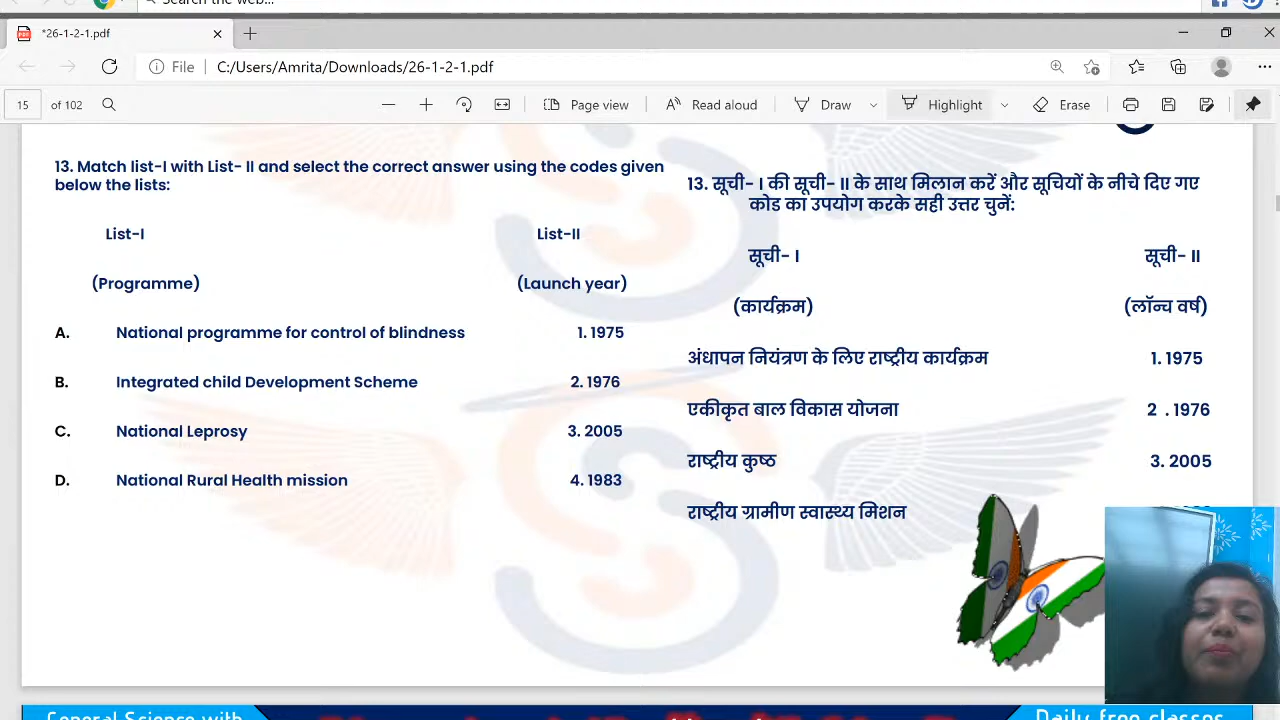 Search the web...
*26-1-2-1.pdf
File C:/Users/Amrita/Downloads/26-1-2-1.pdf
15 of 102 Page view Read aloud Draw Highlight Erase
13. Match list-I with List- II and select the correct answer using the codes given
below the lists:
List-I List-II
(Programme) (Launch year)
A. National programme for control of blindness 1. 1975
B. Integrated child Development Scheme 2. 1976
C. National Leprosy 3. 2005
D. National Rural Health mission 4. 1983
13. सूची- I की सूची- II के साथ मिलान करें और सूचियों के नीचे दिए गए
कोड का उपयोग करके सही उत्तर चुनें:
सूची- I सूची- II
(कार्यक्रम) (लॉन्च वर्ष)
अंधापन नियंत्रण के लिए राष्ट्रीय कार्यक्रम 1. 1975
एकीकृत बाल विकास योजना 2 . 1976
राष्ट्रीय कुष्ठ 3. 2005
राष्ट्रीय ग्रामीण स्वास्थ्य मिशन
General Science with
Daily free classes